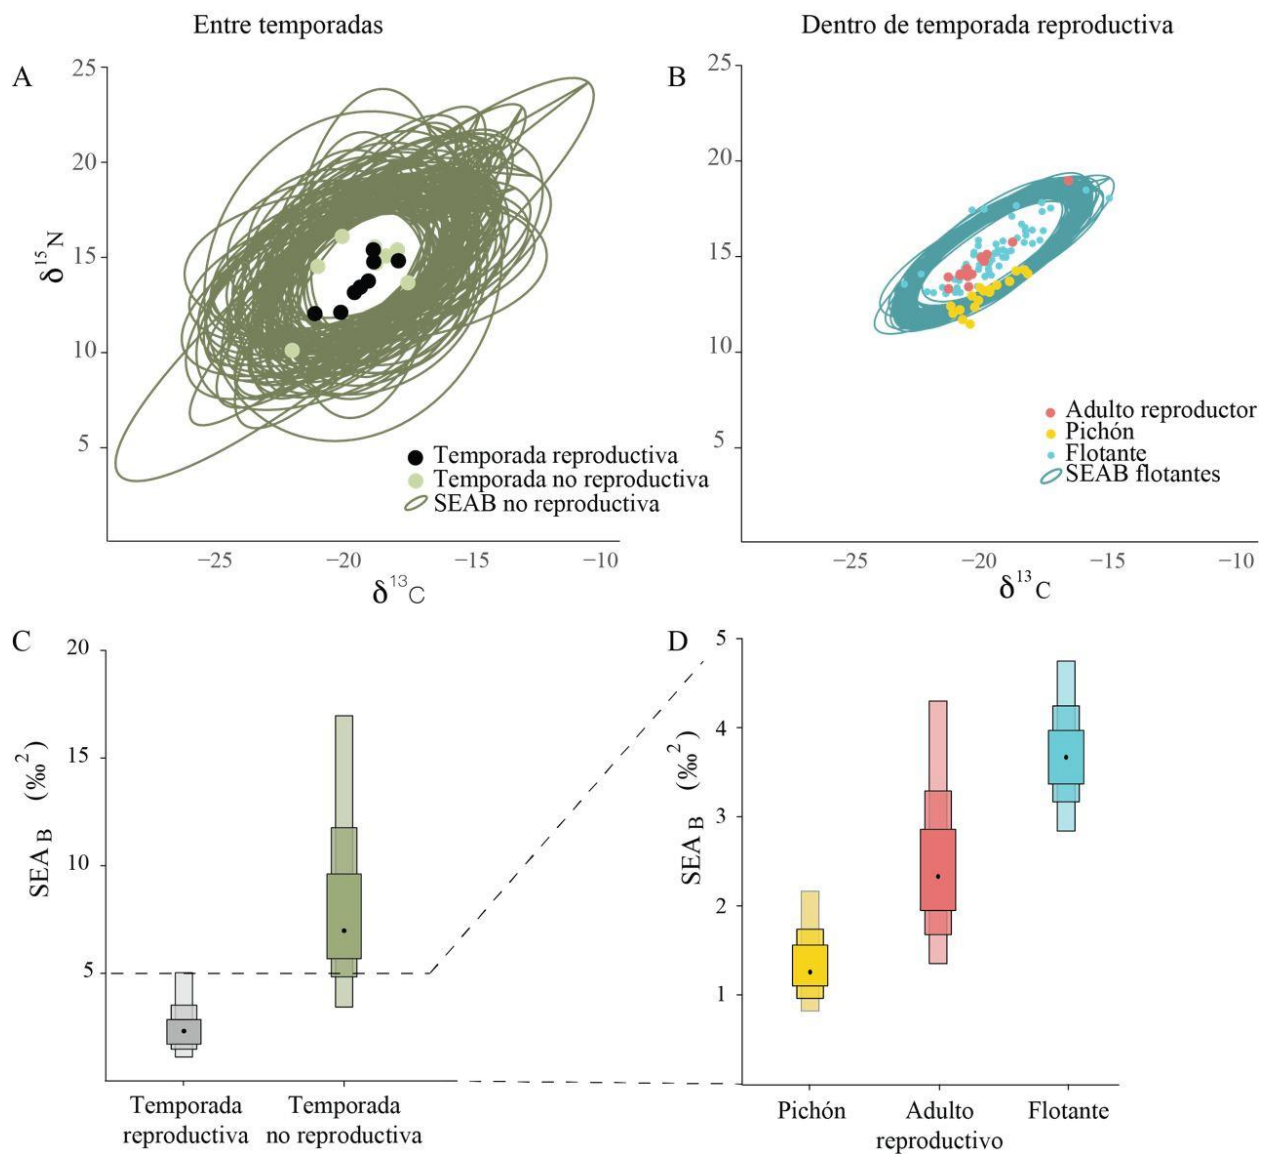 Entre temporadas
Dentro de temporada reproductiva
A
25
20
15
10
5
δ¹⁵N
−25
−20
−15
−10
δ¹³C
Temporada reproductiva
Temporada no reproductiva
SEAB no reproductiva
B
25
20
15
10
5
−25
−20
−15
−10
δ¹³C
Adulto reproductor
Pichón
Flotante
SEAB flotantes
C
20
15
10
5
SEA_B (‰²)
Temporada
reproductiva
Temporada
no reproductiva
D
5
4
3
2
1
SEA_B (‰²)
Pichón
Adulto
reproductivo
Flotante